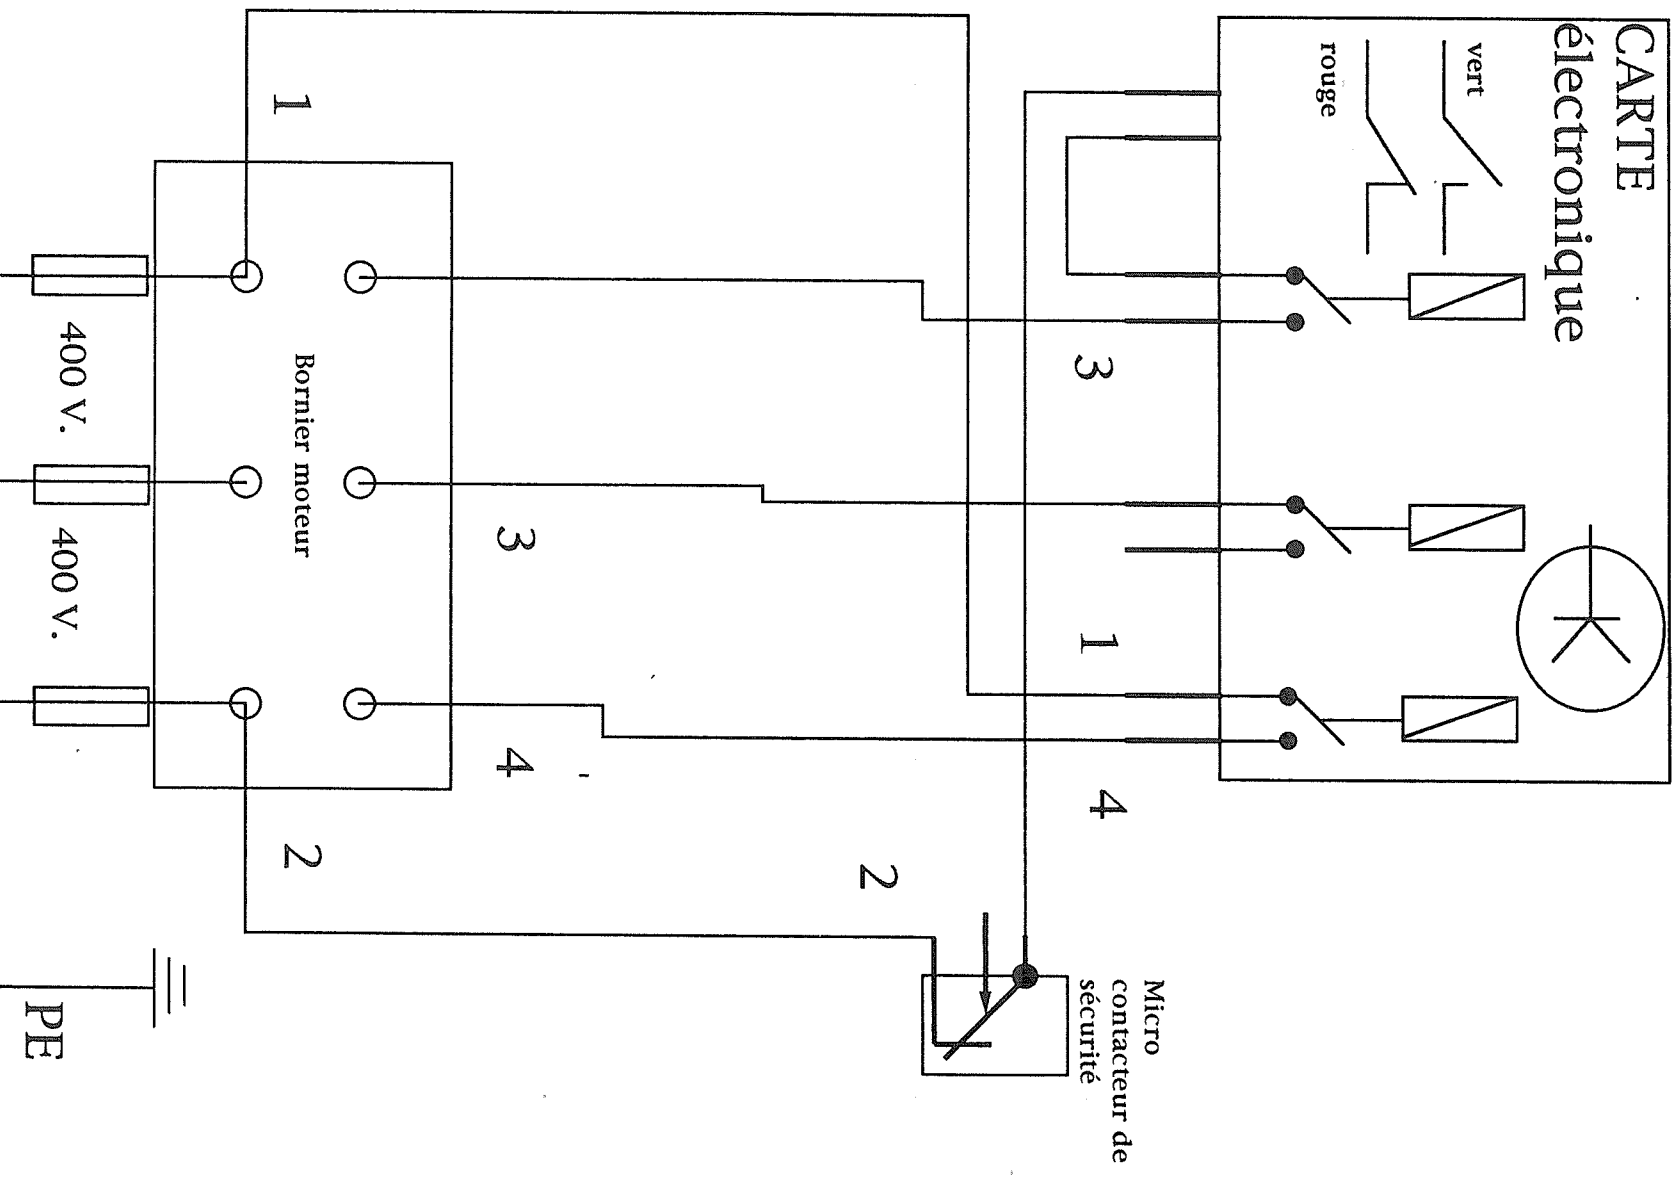 CARTE
électronique
vert
rouge
3
1
4
Micro
contacteur de
sécurité
2
3
4
1
Bornier moteur
2
400 V.
400 V.
PE